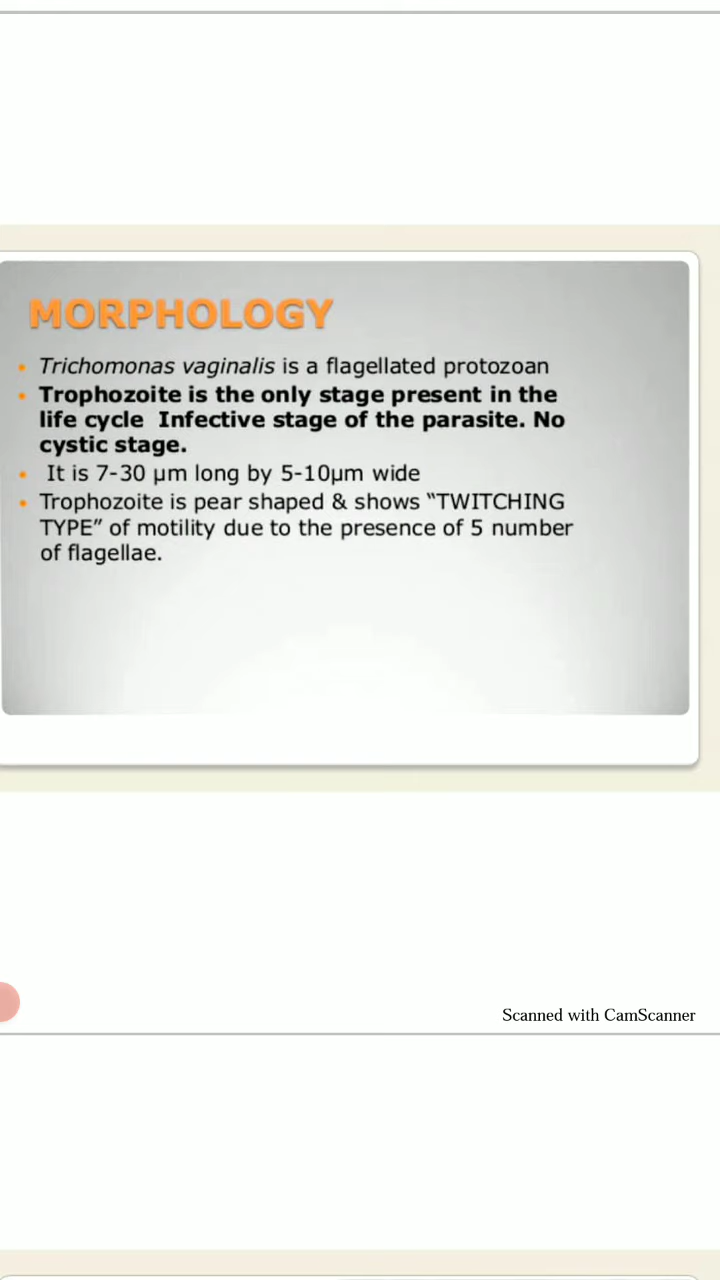 MORPHOLOGY
• Trichomonas vaginalis is a flagellated protozoan
• Trophozoite is the only stage present in the
life cycle  Infective stage of the parasite. No
cystic stage.
• It is 7-30 µm long by 5-10µm wide
• Trophozoite is pear shaped & shows “TWITCHING
TYPE” of motility due to the presence of 5 number
of flagellae.
Scanned with CamScanner